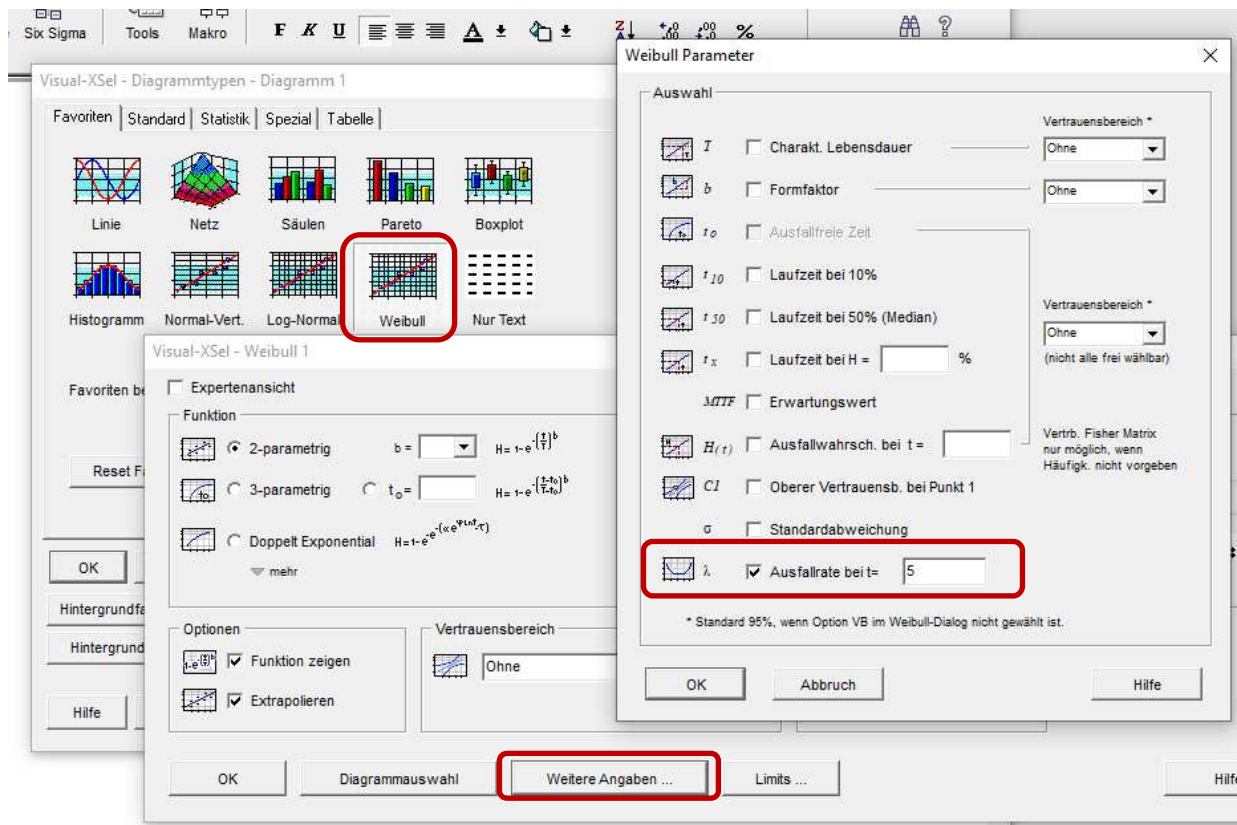 Six Sigma
Tools
Makro
F K U
A
%
?
Visual-XSel - Diagrammtypen - Diagramm 1
Favoriten
Standard
Statistik
Spezial
Tabelle
Linie
Netz
Säulen
Pareto
Boxplot
Histogramm
Normal-Vert.
Log-Normal
Weibull
Nur Text
Favoriten be
Reset F
OK
Hintergrundfa
Hintergrund
Hilfe
Visual-XSel - Weibull 1
Expertenansicht
Funktion
2-parametrig
b =
H= 1-e^-(t/T)^b
3-parametrig
t₀=
H= 1-e^-((t-t₀)/(T-t₀))^b
Doppelt Exponential
mehr
Optionen
Funktion zeigen
Extrapolieren
Vertrauensbereich
Ohne
OK
Diagrammauswahl
Weitere Angaben ...
Limits ...
Hilfe
Weibull Parameter
Auswahl
Vertrauensbereich *
T
Charakt. Lebensdauer
Ohne
b
Formfaktor
Ohne
t₀
Ausfallfreie Zeit
t₁₀
Laufzeit bei 10%
t₅₀
Laufzeit bei 50% (Median)
Vertrauensbereich *
Ohne
(nicht alle frei wählbar)
tₓ
Laufzeit bei H =
%
MTTF
Erwartungswert
H(t)
Ausfallwahrsch. bei t =
Vertrb. Fisher Matrix
nur möglich, wenn
Häufigk. nicht vorgeben
C1
Oberer Vertrauensb. bei Punkt 1
σ
Standardabweichung
λ
Ausfallrate bei t=
5
* Standard 95%, wenn Option VB im Weibull-Dialog nicht gewählt ist.
OK
Abbruch
Hilfe